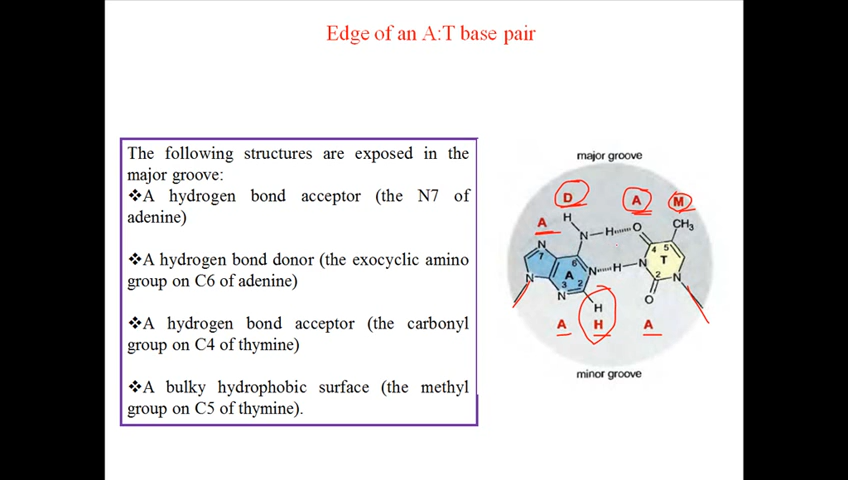 Edge of an A:T base pair
The following structures are exposed in the
major groove:
❖A hydrogen bond acceptor (the N7 of
adenine)
❖A hydrogen bond donor (the exocyclic amino
group on C6 of adenine)
❖A hydrogen bond acceptor (the carbonyl
group on C4 of thymine)
❖A bulky hydrophobic surface (the methyl
group on C5 of thymine).
major groove
D A M
A
H
N H O CH3
N 7 6 4 5
A N H N T
N 3 2 2 N
N H O
A H A
minor groove